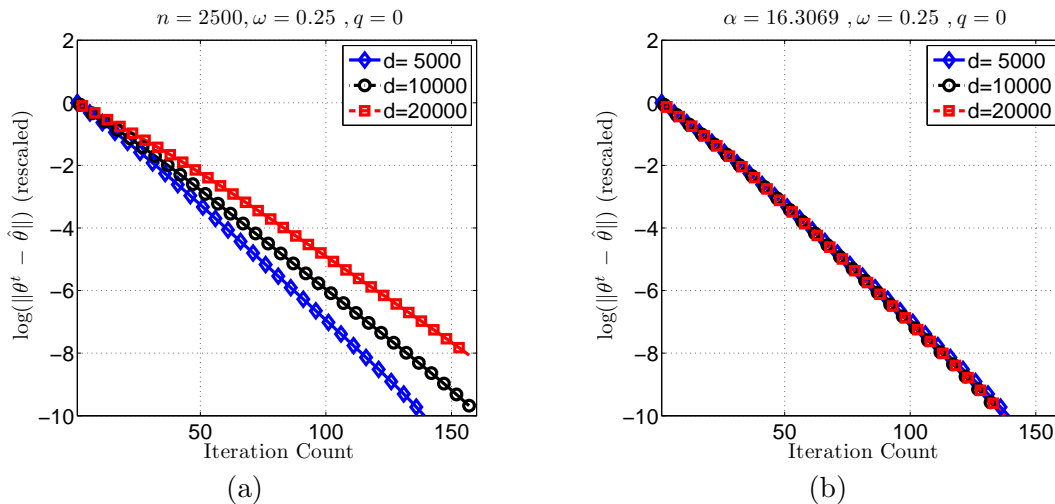 n = 2500, ω = 0.25 , q = 0
2
0
−2
−4
−6
−8
−10
50
100
150
log(‖θ^t − θ̂‖) (rescaled)
Iteration Count
d= 5000
d=10000
d=20000
(a)
α = 16.3069 , ω = 0.25 , q = 0
2
0
−2
−4
−6
−8
−10
50
100
150
log(‖θ^t − θ̂‖) (rescaled)
Iteration Count
d= 5000
d=10000
d=20000
(b)